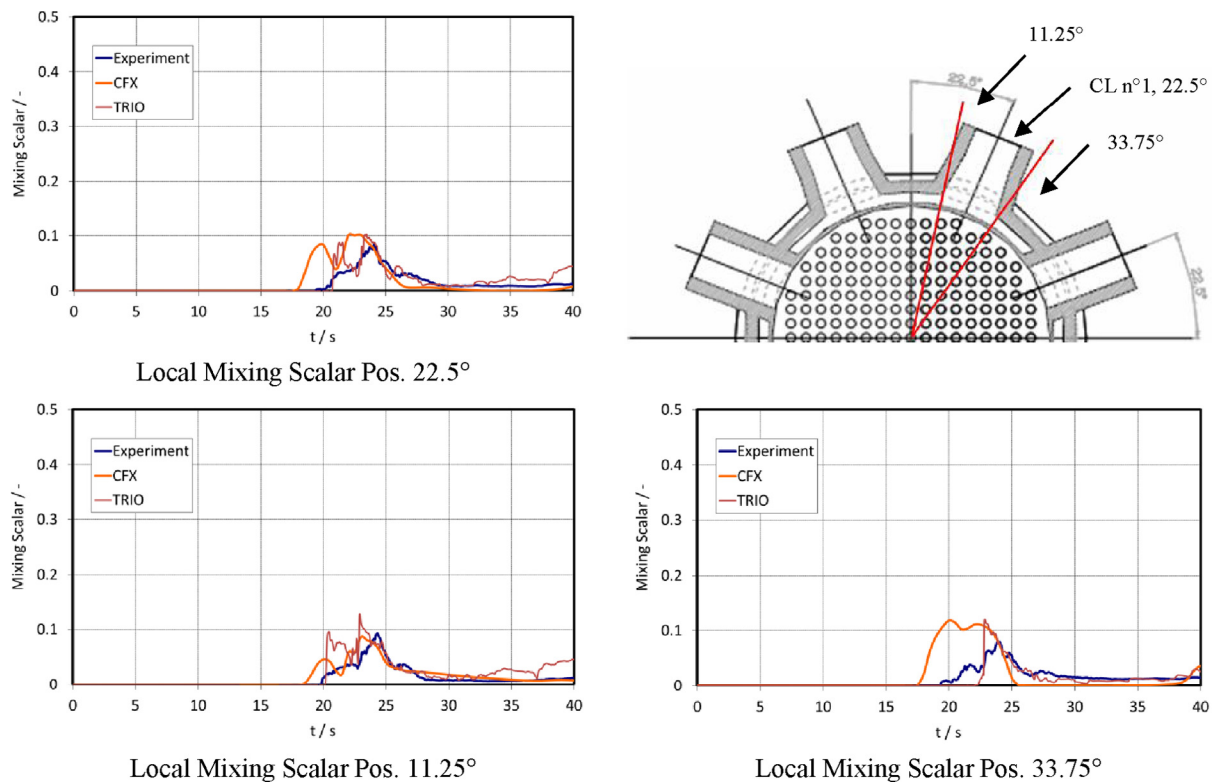 0.5
0.4
0.3
0.2
0.1
0
Mixing Scalar / -
Experiment
CFX
TRIO
0 5 10 15 20 25 30 35 40
t / s
Local Mixing Scalar Pos. 22.5°
11.25°
22.5°
CL n°1, 22.5°
33.75°
22.5°
0.5
0.4
0.3
0.2
0.1
0
Mixing Scalar / -
Experiment
CFX
TRIO
0 5 10 15 20 25 30 35 40
t / s
Local Mixing Scalar Pos. 11.25°
0.5
0.4
0.3
0.2
0.1
0
Mixing Scalar / -
Experiment
CFX
TRIO
0 5 10 15 20 25 30 35 40
t / s
Local Mixing Scalar Pos. 33.75°